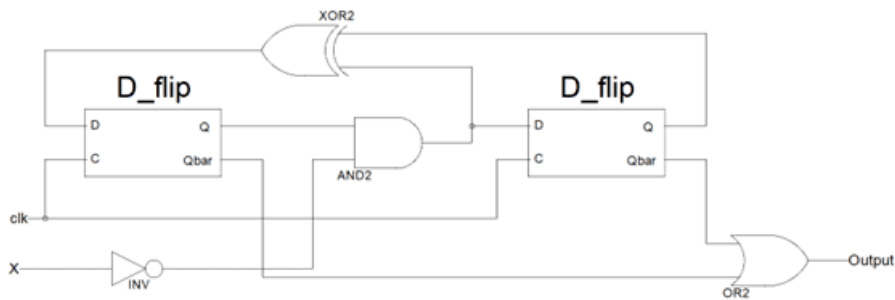 XOR2
D_flip
D_flip
D
Q
D
Q
C
Qbar
AND2
C
Qbar
clk
X
INV
OR2
Output